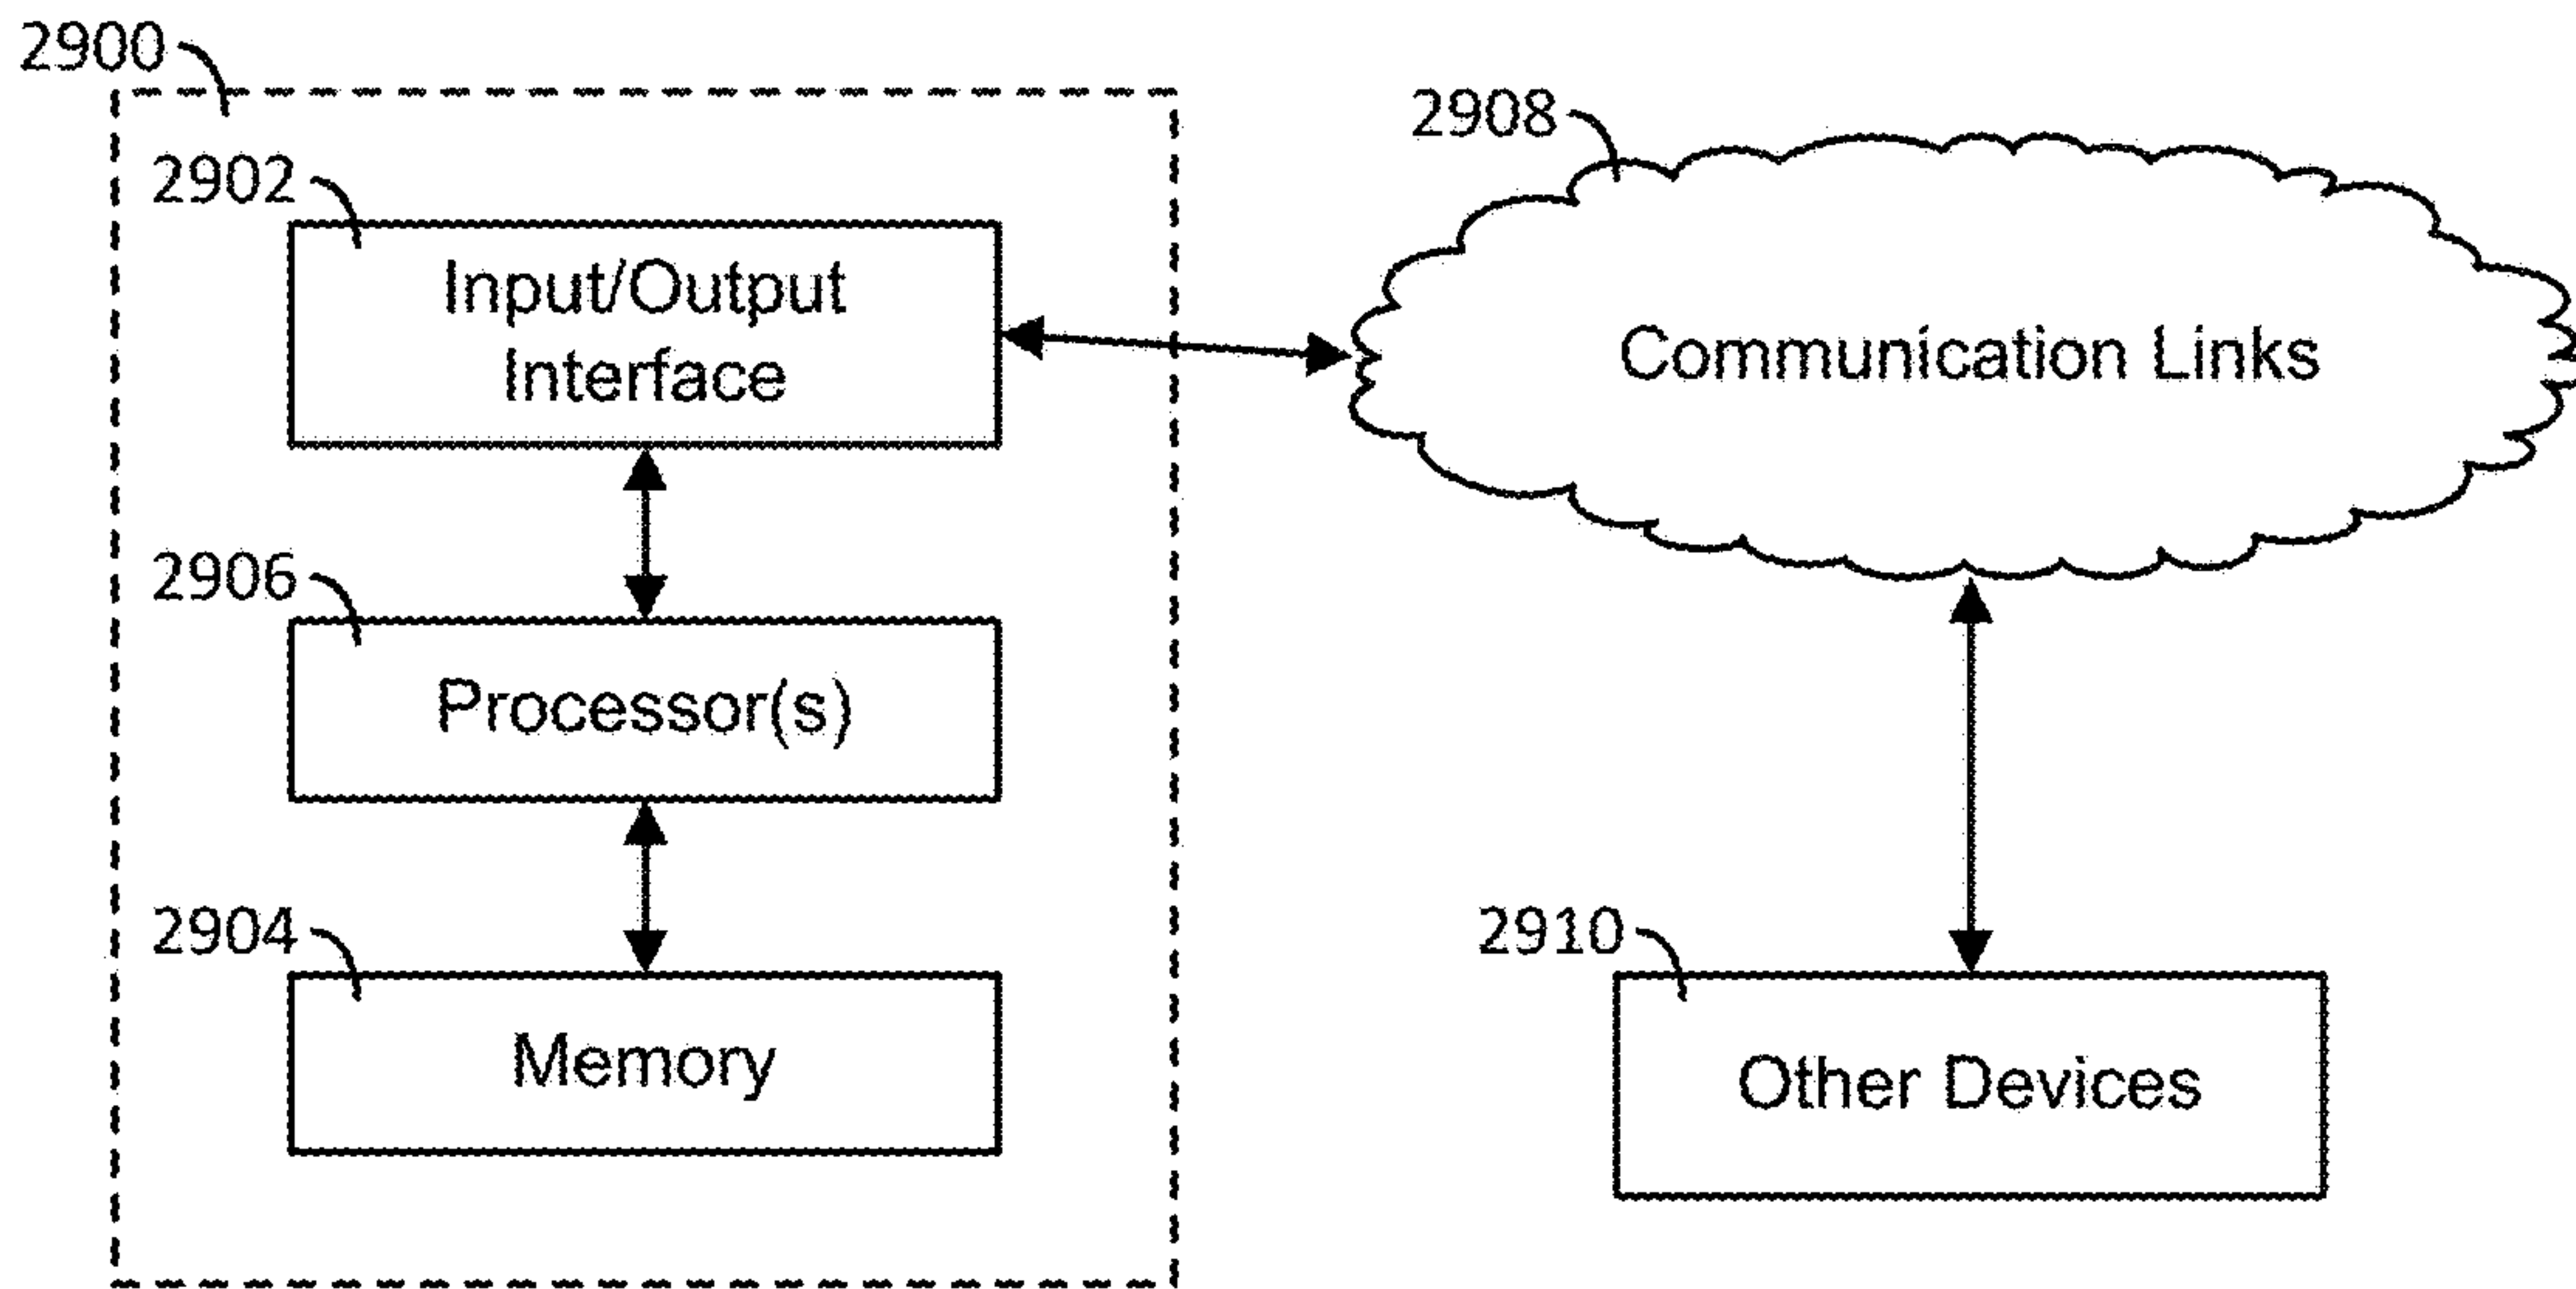 2900
2902
Input/Output
Interface
2906
Processor(s)
2904
Memory
2908
Communication Links
2910
Other Devices